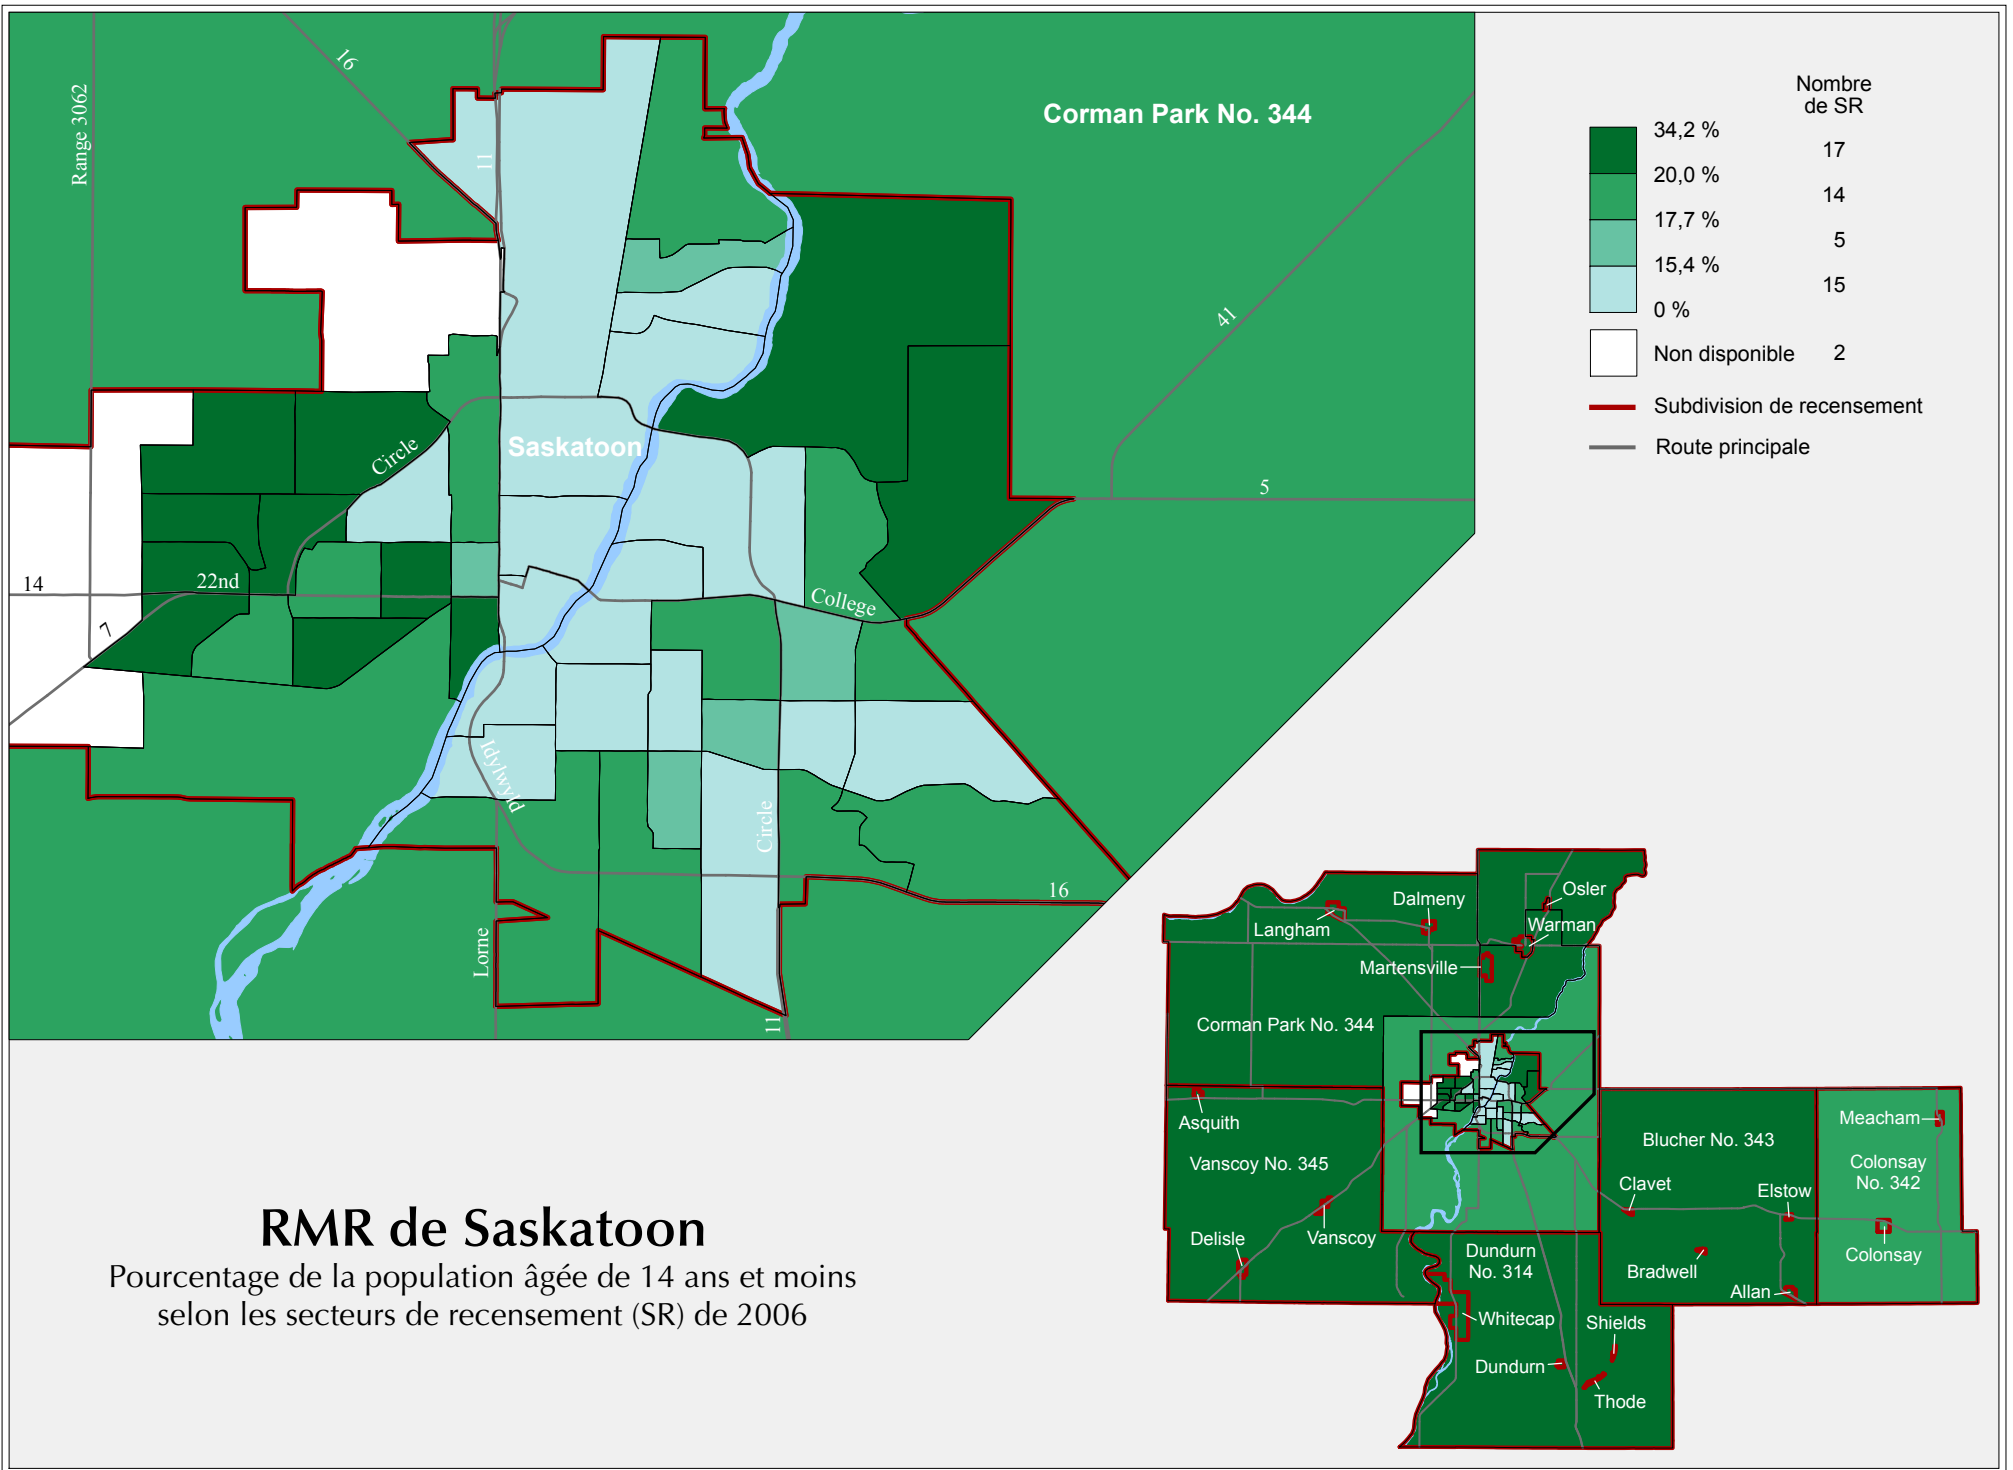 16
Range 3062
11
Corman Park No. 344
41
Circle
Saskatoon
5
14
22nd
7
College
Idylwyld
Circle
16
Lorne
11
Nombre
de SR
34,2 %
17
20,0 %
14
17,7 %
5
15,4 %
15
0 %
Non disponible 2
Subdivision de recensement
Route principale
RMR de Saskatoon
Pourcentage de la population âgée de 14 ans et moins
selon les secteurs de recensement (SR) de 2006
Osler
Dalmeny
Langham
Warman
Martensville
Corman Park No. 344
Asquith
Vanscoy No. 345
Meacham
Blucher No. 343
Colonsay
No. 342
Clavet
Elstow
Delisle
Vanscoy
Dundurn
No. 314
Colonsay
Bradwell
Allan
Whitecap
Shields
Dundurn
Thode